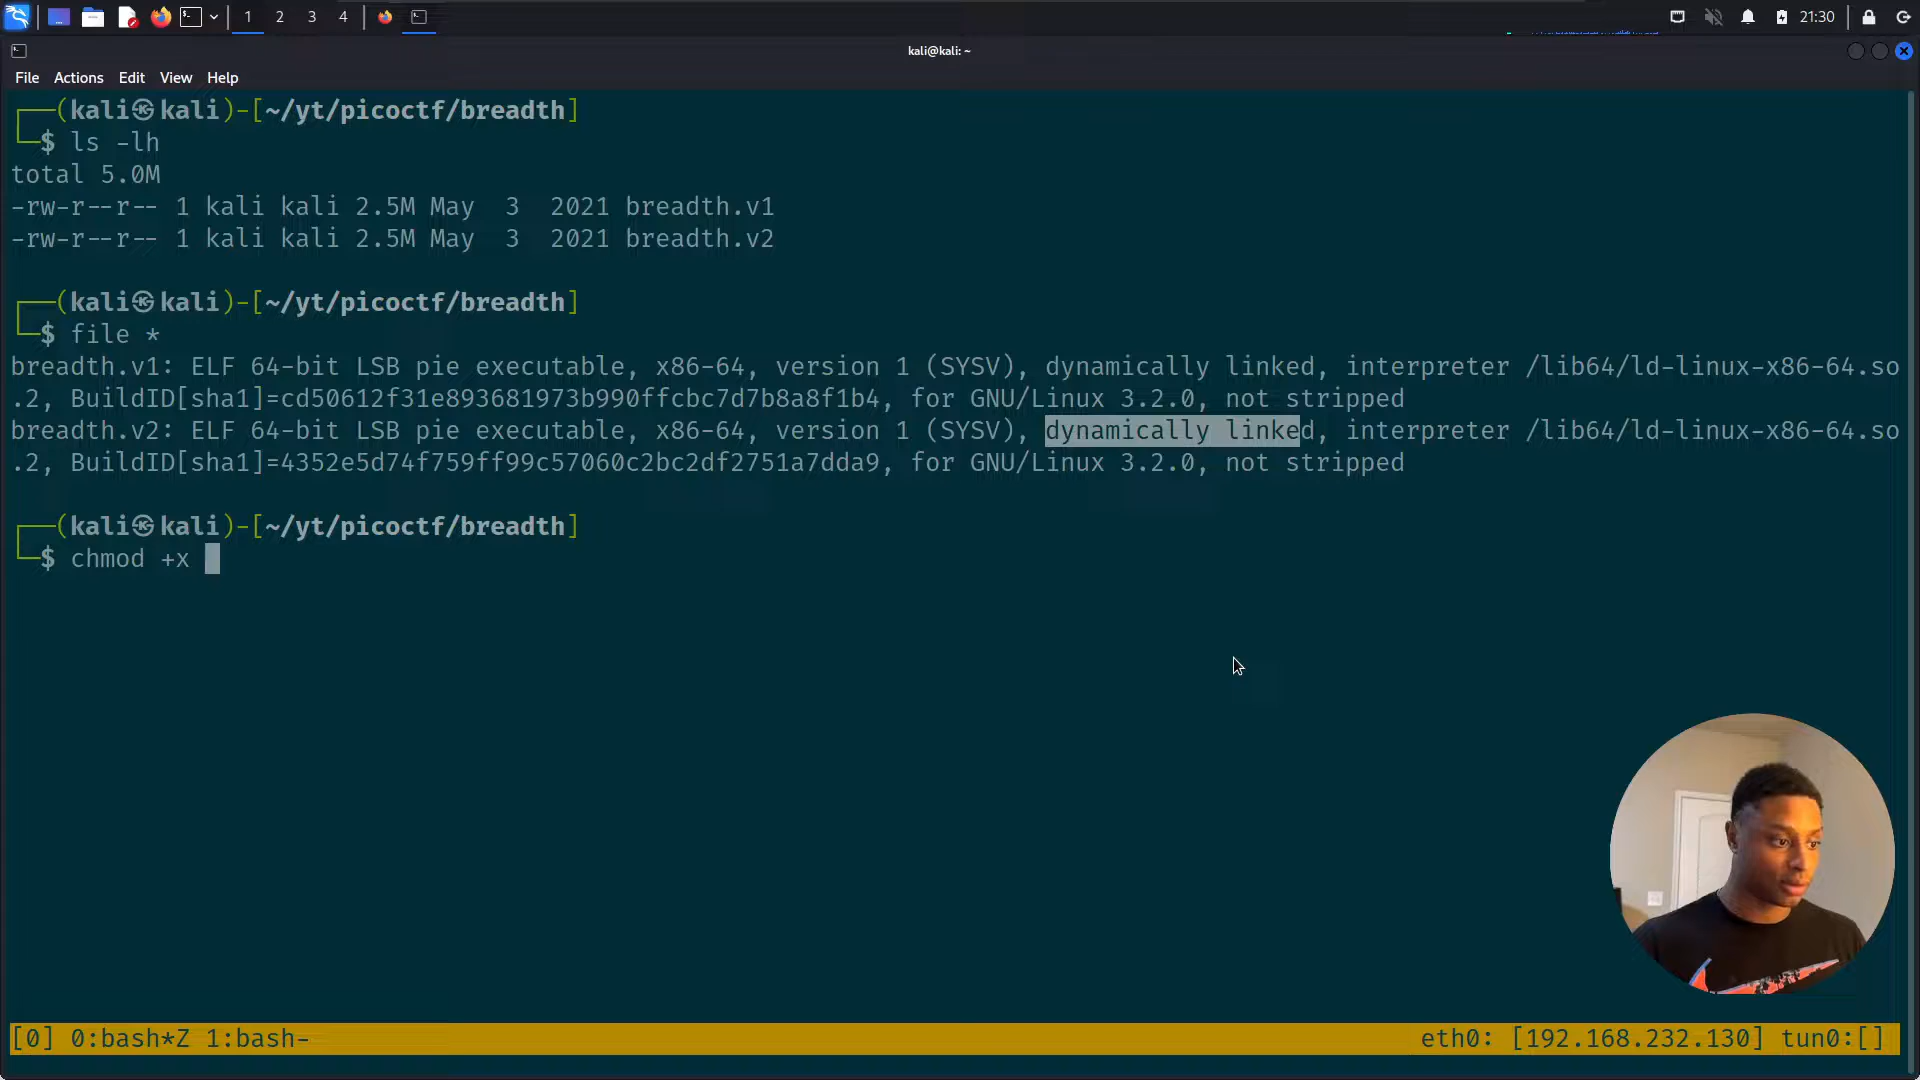 1 2 3 4 21:30
kali@kali: ~
File Actions Edit View Help
┌──(kali㉿kali)-[~/yt/picoctf/breadth]
└─$ ls -lh
total 5.0M
-rw-r--r-- 1 kali kali 2.5M May  3  2021 breadth.v1
-rw-r--r-- 1 kali kali 2.5M May  3  2021 breadth.v2
┌──(kali㉿kali)-[~/yt/picoctf/breadth]
└─$ file *
breadth.v1: ELF 64-bit LSB pie executable, x86-64, version 1 (SYSV), dynamically linked, interpreter /lib64/ld-linux-x86-64.so
.2, BuildID[sha1]=cd50612f31e893681973b990ffcbc7d7b8a8f1b4, for GNU/Linux 3.2.0, not stripped
breadth.v2: ELF 64-bit LSB pie executable, x86-64, version 1 (SYSV), dynamically linked, interpreter /lib64/ld-linux-x86-64.so
.2, BuildID[sha1]=4352e5d74f759ff99c57060c2bc2df2751a7dda9, for GNU/Linux 3.2.0, not stripped
┌──(kali㉿kali)-[~/yt/picoctf/breadth]
└─$ chmod +x
[0] 0:bash*Z 1:bash- eth0: [192.168.232.130] tun0:[]